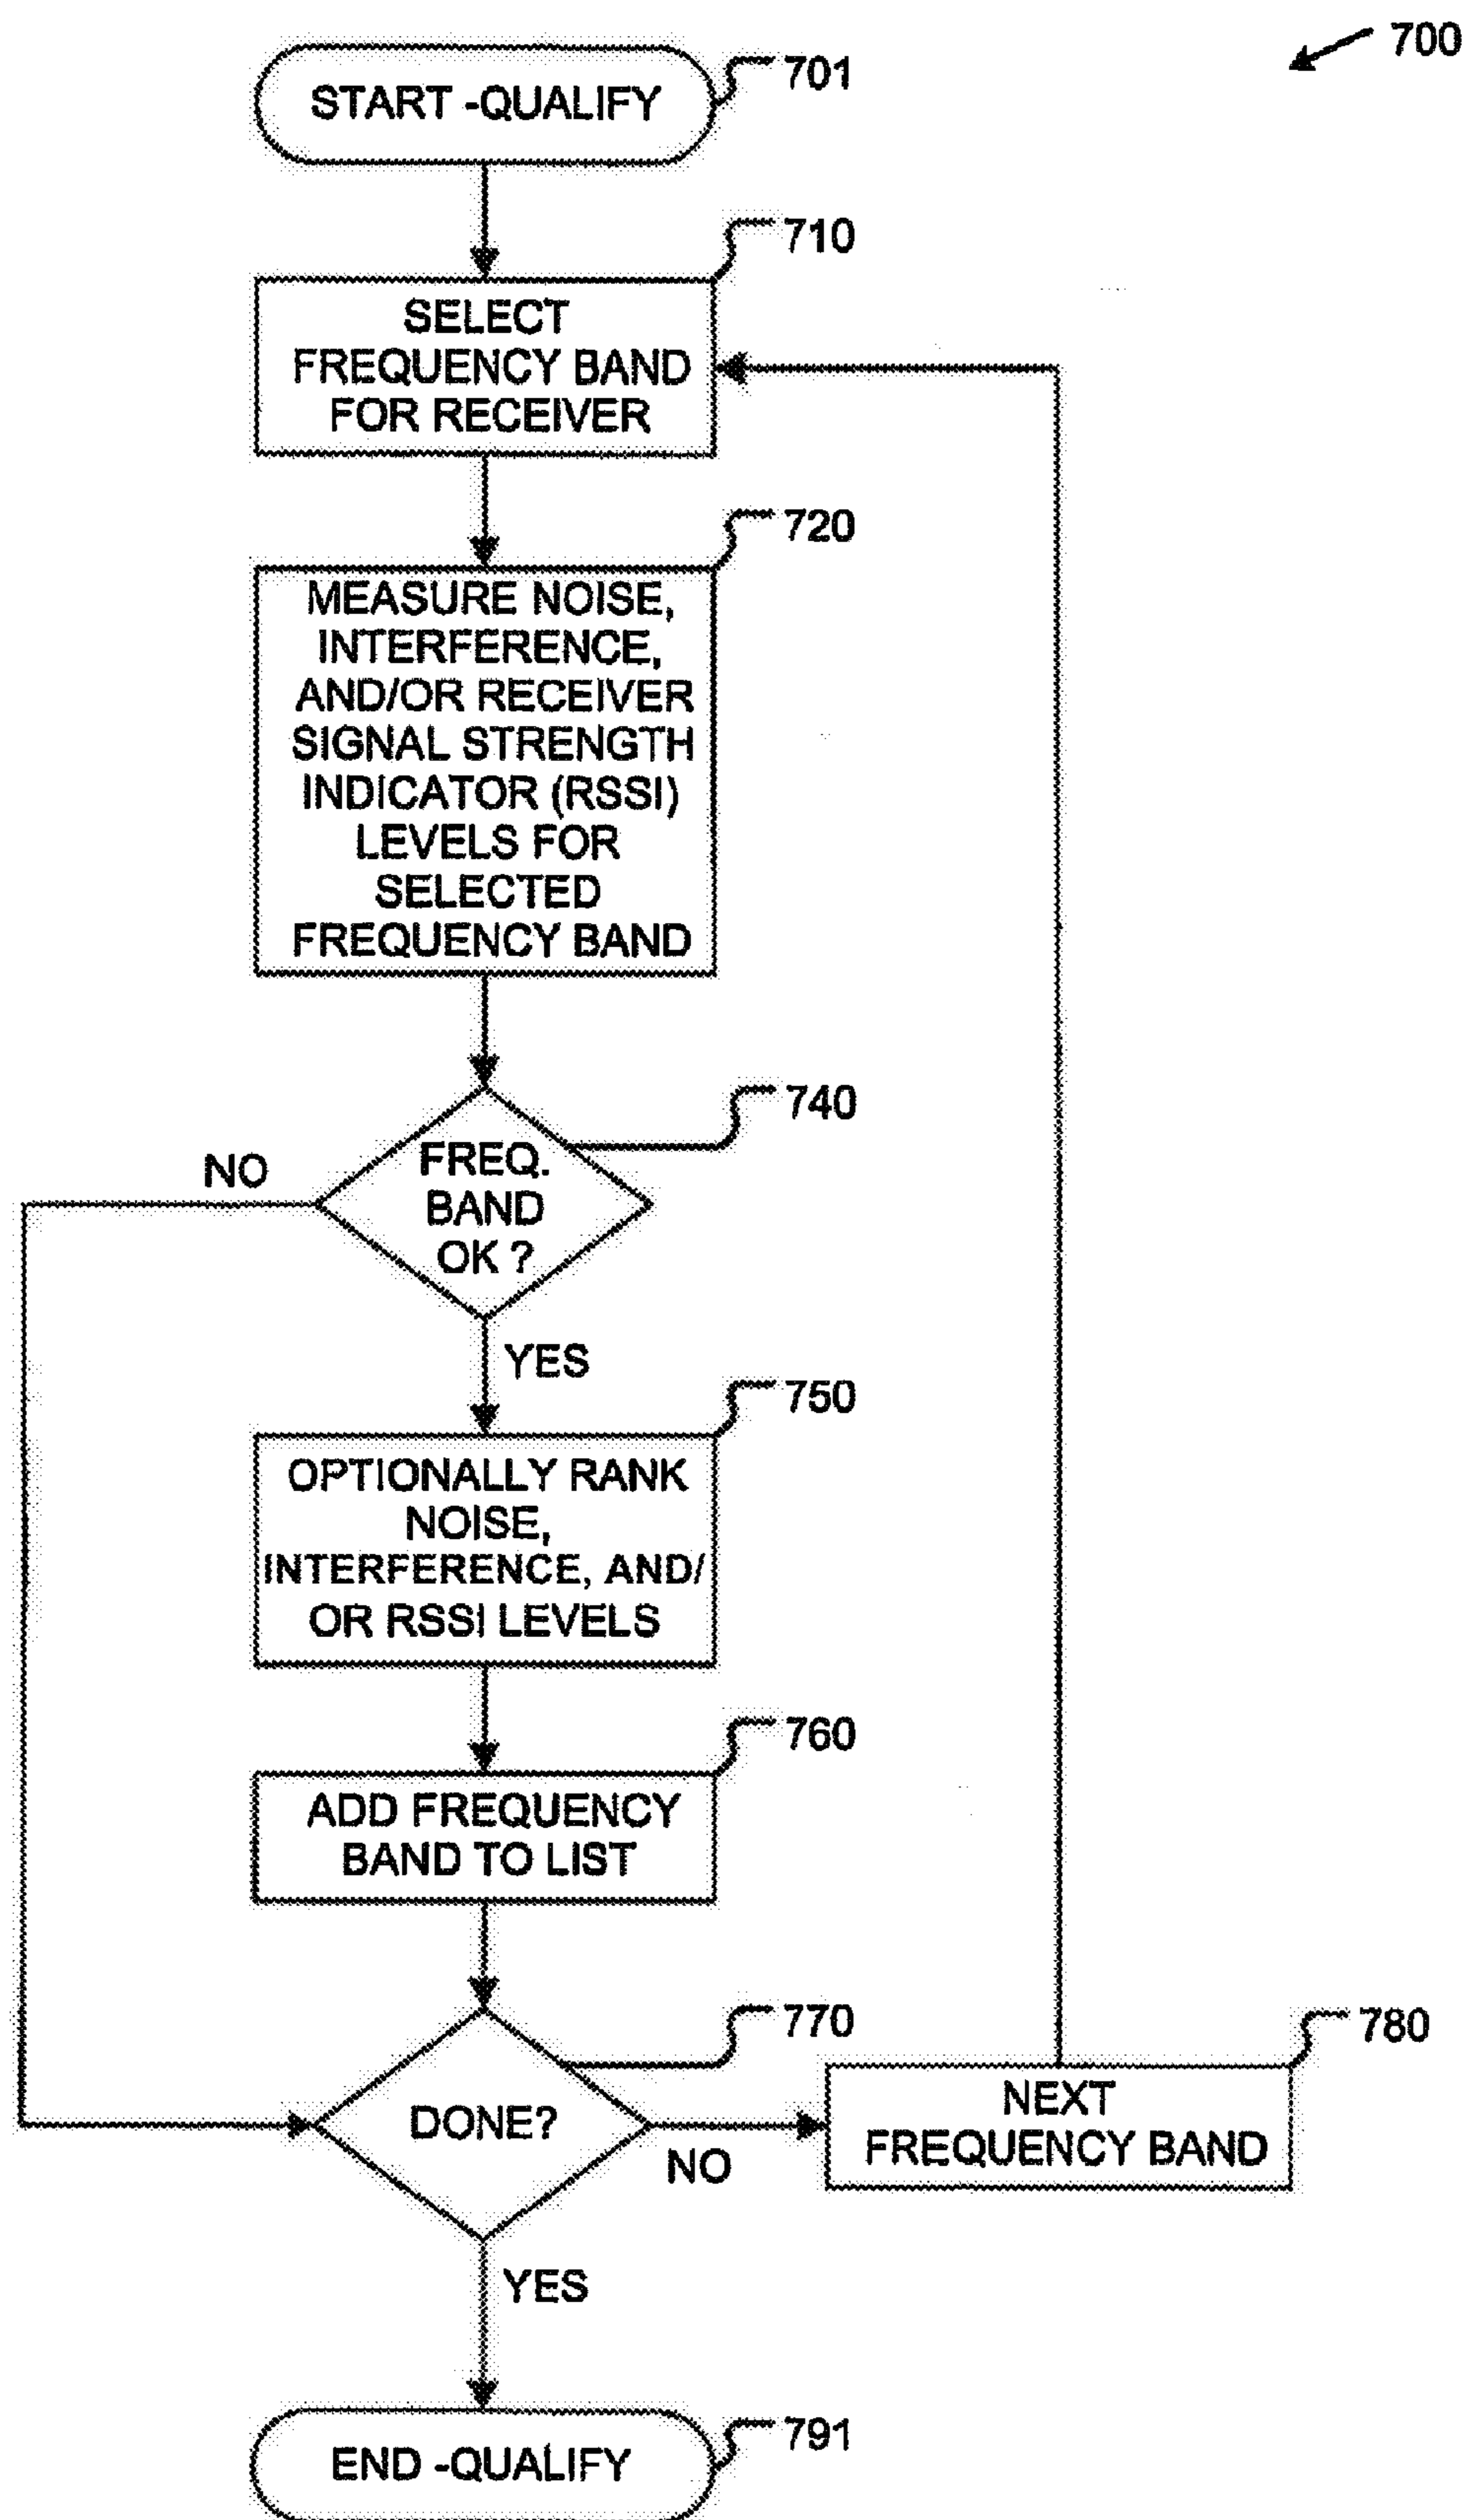 700
START -QUALIFY
701
710
SELECT
FREQUENCY BAND
FOR RECEIVER
720
MEASURE NOISE,
INTERFERENCE,
AND/OR RECEIVER
SIGNAL STRENGTH
INDICATOR (RSSI)
LEVELS FOR
SELECTED
FREQUENCY BAND
740
NO
FREQ.
BAND
OK ?
YES
750
OPTIONALLY RANK
NOISE,
INTERFERENCE, AND/
OR RSSI LEVELS
760
ADD FREQUENCY
BAND TO LIST
770
DONE?
NO
780
NEXT
FREQUENCY BAND
YES
791
END -QUALIFY